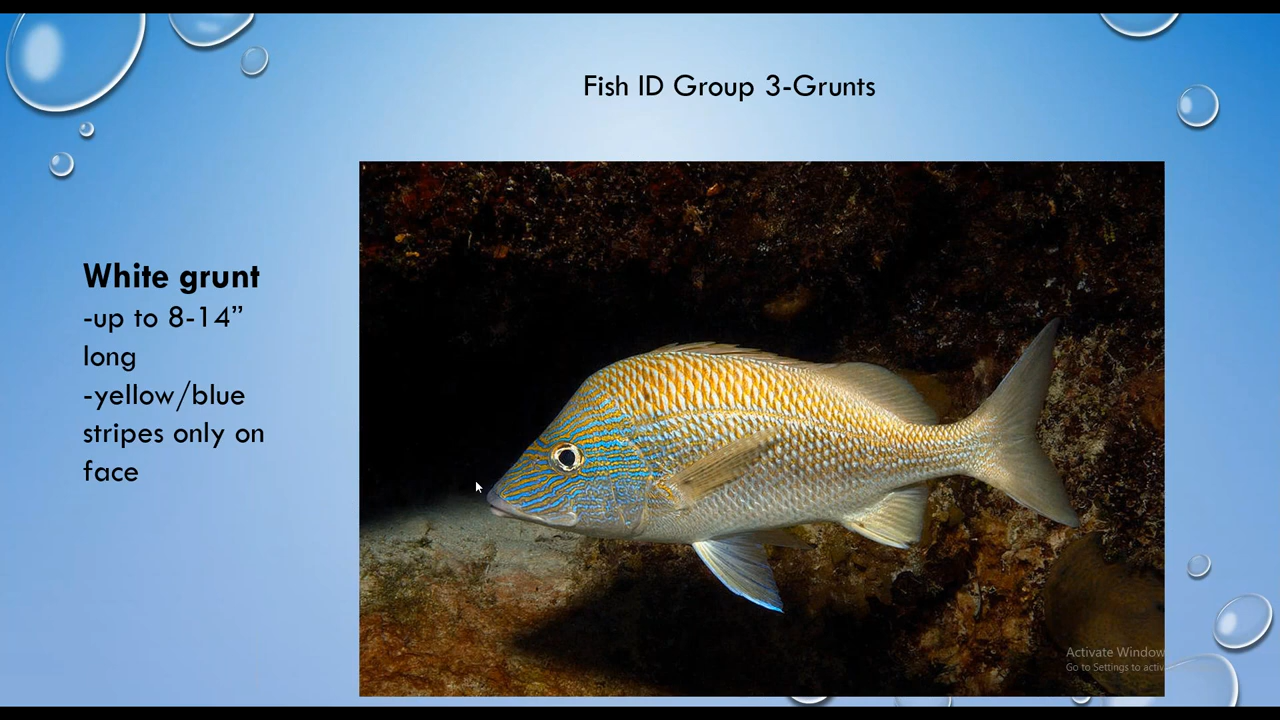 Fish ID Group 3-Grunts
White grunt
-up to 8-14”
long
-yellow/blue
stripes only on
face
Activate Window
Go to Settings to activ